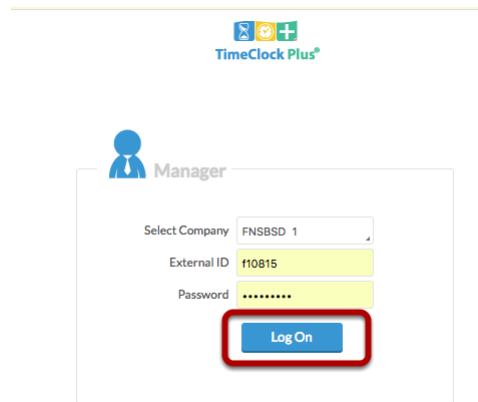 TimeClock Plus®
Manager
Select Company FNSBSD 1
External ID f10815
Password •••••••••
Log On